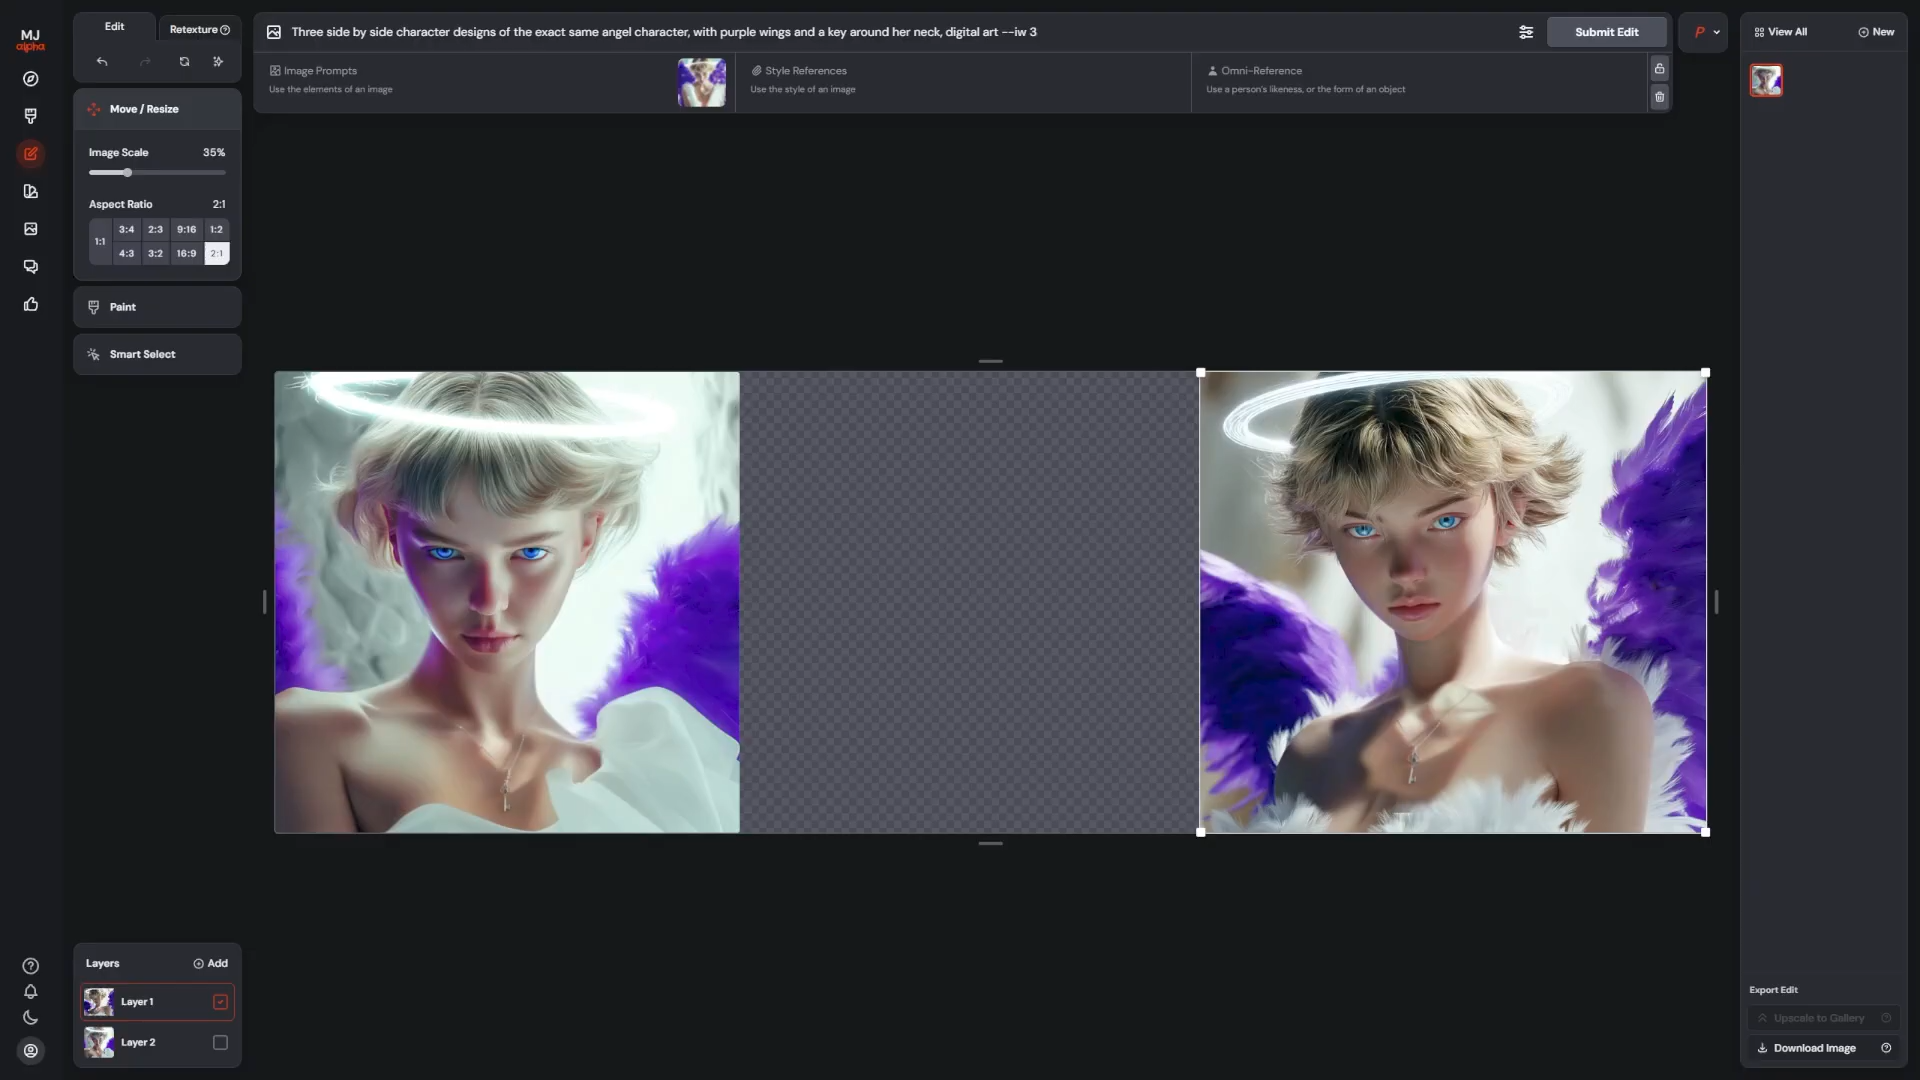 MJ
alpha
Edit
Retexture
Move / Resize
Image Scale 35%
Aspect Ratio 2:1
1:1 3:4 2:3 9:16 1:2
4:3 3:2 16:9 2:1
Paint
Smart Select
Three side by side character designs of the exact same angel character, with purple wings and a key around her neck, digital art --iw 3
Submit Edit
P
Image Prompts
Use the elements of an image
Style References
Use the style of an image
Omni-Reference
Use a person's likeness, or the form of an object
View All
New
Layers
Add
Layer 1
Layer 2
Export Edit
Upscale to Gallery
Download Image